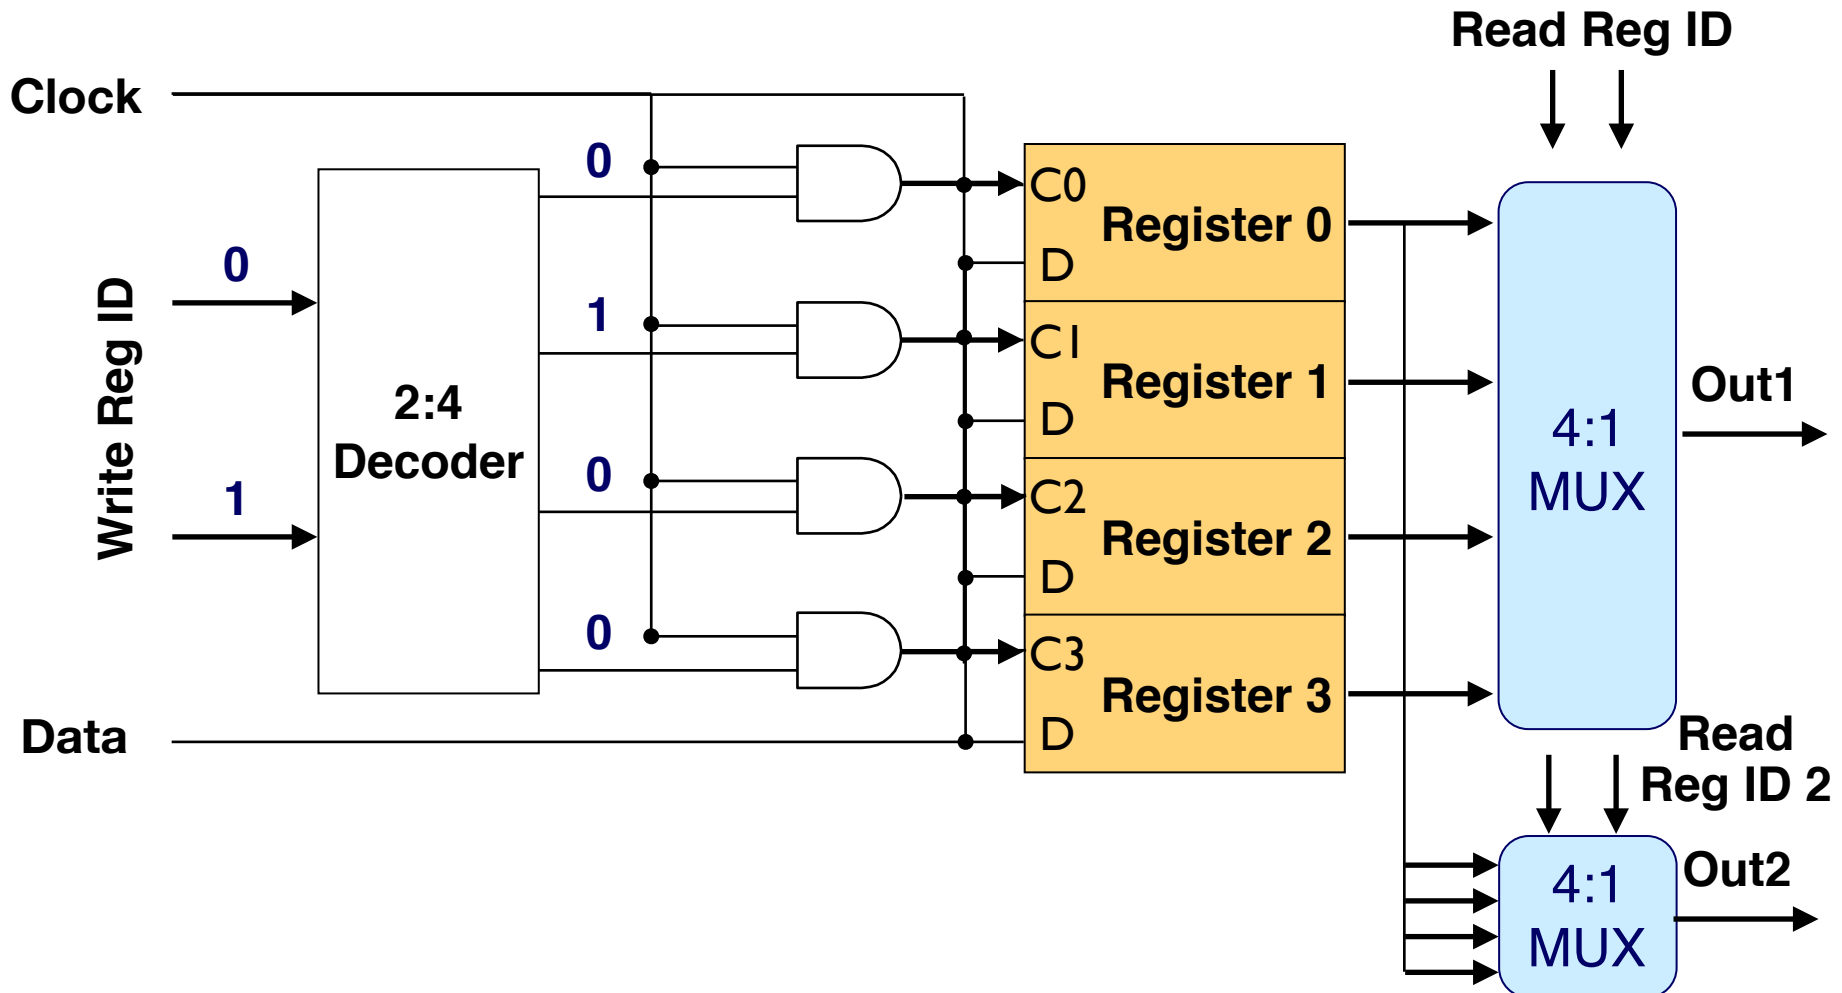 Read Reg ID
Clock
0
C0
Register 0
D
0
1
C1
Register 1
D
Write Reg ID
2:4
Decoder
4:1
MUX
Out1
1
0
C2
Register 2
D
0
C3
Register 3
D
Data
Read
Reg ID 2
4:1
MUX
Out2